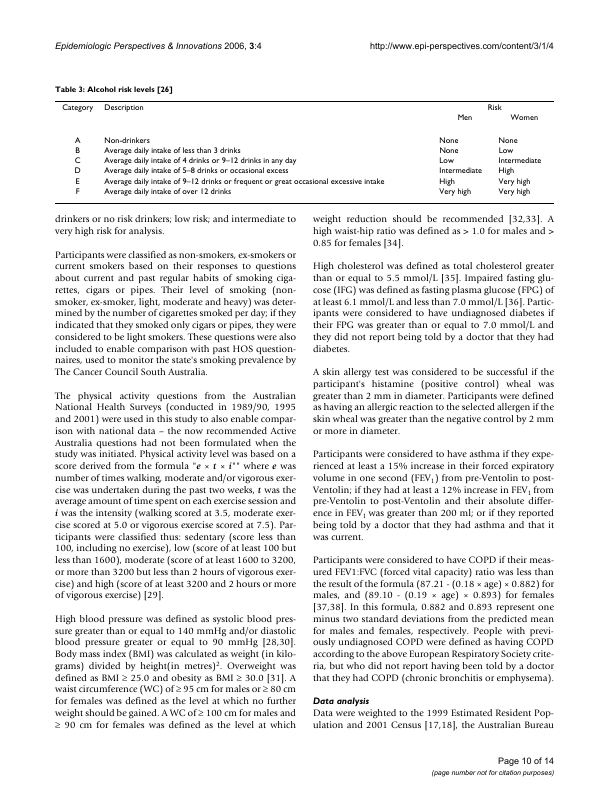 Epidemiologic Perspectives & Innovations 2006, 3:4 http://www.epi-perspectives.com/content/3/1/4
Table 3: Alcohol risk levels [26]
Category Description Risk
Men Women
A Non-drinkers None None
B Average daily intake of less than 3 drinks None Low
C Average daily intake of 4 drinks or 9–12 drinks in any day Low Intermediate
D Average daily intake of 5–8 drinks or occasional excess Intermediate High
E Average daily intake of 9–12 drinks or frequent or great occasional excessive intake High Very high
F Average daily intake of over 12 drinks Very high Very high
drinkers or no risk drinkers; low risk; and intermediate to
very high risk for analysis.
Participants were classified as non-smokers, ex-smokers or
current smokers based on their responses to questions
about current and past regular habits of smoking ciga-
rettes, cigars or pipes. Their level of smoking (non-
smoker, ex-smoker, light, moderate and heavy) was deter-
mined by the number of cigarettes smoked per day; if they
indicated that they smoked only cigars or pipes, they were
considered to be light smokers. These questions were also
included to enable comparison with past HOS question-
naires, used to monitor the state's smoking prevalence by
The Cancer Council South Australia.
The physical activity questions from the Australian
National Health Surveys (conducted in 1989/90, 1995
and 2001) were used in this study to also enable compar-
ison with national data – the now recommended Active
Australia questions had not been formulated when the
study was initiated. Physical activity level was based on a
score derived from the formula "e × t × i"" where e was
number of times walking, moderate and/or vigorous exer-
cise was undertaken during the past two weeks, t was the
average amount of time spent on each exercise session and
i was the intensity (walking scored at 3.5, moderate exer-
cise scored at 5.0 or vigorous exercise scored at 7.5). Par-
ticipants were classified thus: sedentary (score less than
100, including no exercise), low (score of at least 100 but
less than 1600), moderate (score of at least 1600 to 3200,
or more than 3200 but less than 2 hours of vigorous exer-
cise) and high (score of at least 3200 and 2 hours or more
of vigorous exercise) [29].
High blood pressure was defined as systolic blood pres-
sure greater than or equal to 140 mmHg and/or diastolic
blood pressure greater or equal to 90 mmHg [28,30].
Body mass index (BMI) was calculated as weight (in kilo-
grams) divided by height(in metres)². Overweight was
defined as BMI ≥ 25.0 and obesity as BMI ≥ 30.0 [31]. A
waist circumference (WC) of ≥ 95 cm for males or ≥ 80 cm
for females was defined as the level at which no further
weight should be gained. A WC of ≥ 100 cm for males and
≥ 90 cm for females was defined as the level at which
weight reduction should be recommended [32,33]. A
high waist-hip ratio was defined as > 1.0 for males and >
0.85 for females [34].
High cholesterol was defined as total cholesterol greater
than or equal to 5.5 mmol/L [35]. Impaired fasting glu-
cose (IFG) was defined as fasting plasma glucose (FPG) of
at least 6.1 mmol/L and less than 7.0 mmol/L [36]. Partic-
ipants were considered to have undiagnosed diabetes if
their FPG was greater than or equal to 7.0 mmol/L and
they did not report being told by a doctor that they had
diabetes.
A skin allergy test was considered to be successful if the
participant's histamine (positive control) wheal was
greater than 2 mm in diameter. Participants were defined
as having an allergic reaction to the selected allergen if the
skin wheal was greater than the negative control by 2 mm
or more in diameter.
Participants were considered to have asthma if they expe-
rienced at least a 15% increase in their forced expiratory
volume in one second (FEV₁) from pre-Ventolin to post-
Ventolin; if they had at least a 12% increase in FEV₁ from
pre-Ventolin to post-Ventolin and their absolute differ-
ence in FEV₁ was greater than 200 ml; or if they reported
being told by a doctor that they had asthma and that it
was current.
Participants were considered to have COPD if their meas-
ured FEV1:FVC (forced vital capacity) ratio was less than
the result of the formula (87.21 - (0.18 × age) × 0.882) for
males, and (89.10 - (0.19 × age) × 0.893) for females
[37,38]. In this formula, 0.882 and 0.893 represent one
minus two standard deviations from the predicted mean
for males and females, respectively. People with previ-
ously undiagnosed COPD were defined as having COPD
according to the above European Respiratory Society crite-
ria, but who did not report having been told by a doctor
that they had COPD (chronic bronchitis or emphysema).
Data analysis
Data were weighted to the 1999 Estimated Resident Pop-
ulation and 2001 Census [17,18], the Australian Bureau
Page 10 of 14
(page number not for citation purposes)